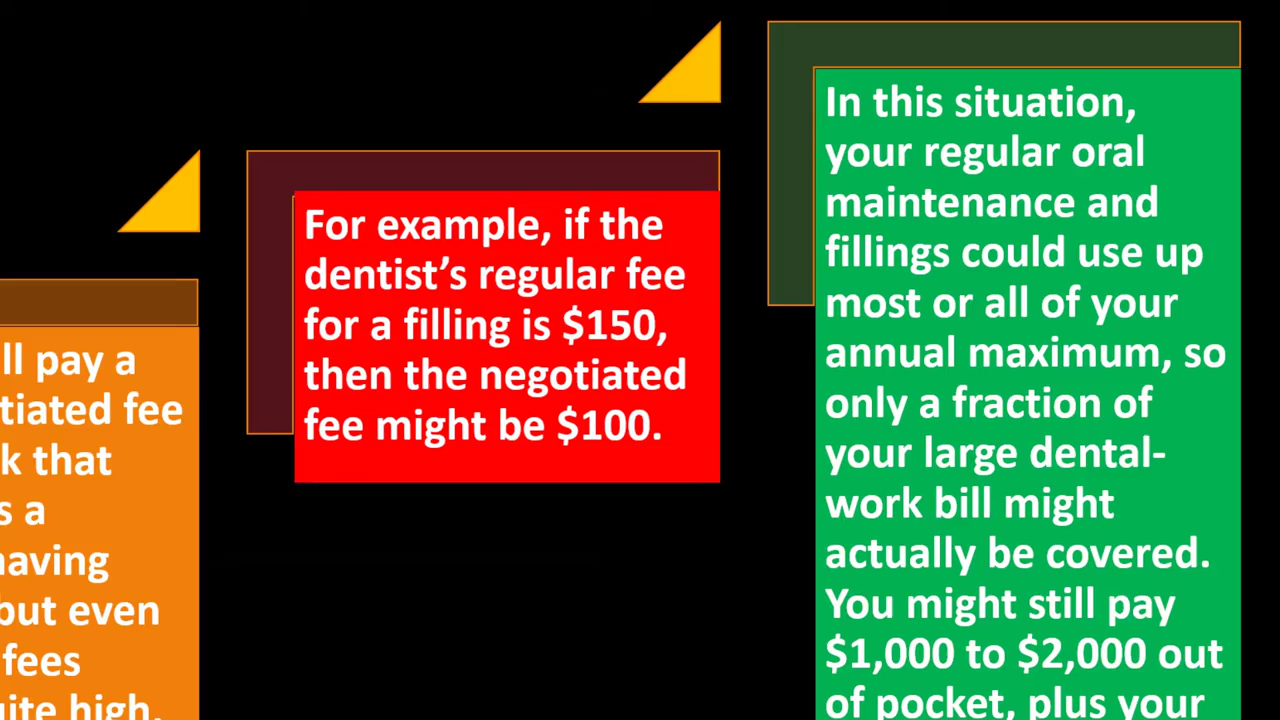 ll pay a
tiated fee
k that
s a
having
but even
fees
uite high.
For example, if the
dentist’s regular fee
for a filling is $150,
then the negotiated
fee might be $100.
In this situation,
your regular oral
maintenance and
fillings could use up
most or all of your
annual maximum, so
only a fraction of
your large dental-
work bill might
actually be covered.
You might still pay
$1,000 to $2,000 out
of pocket, plus your